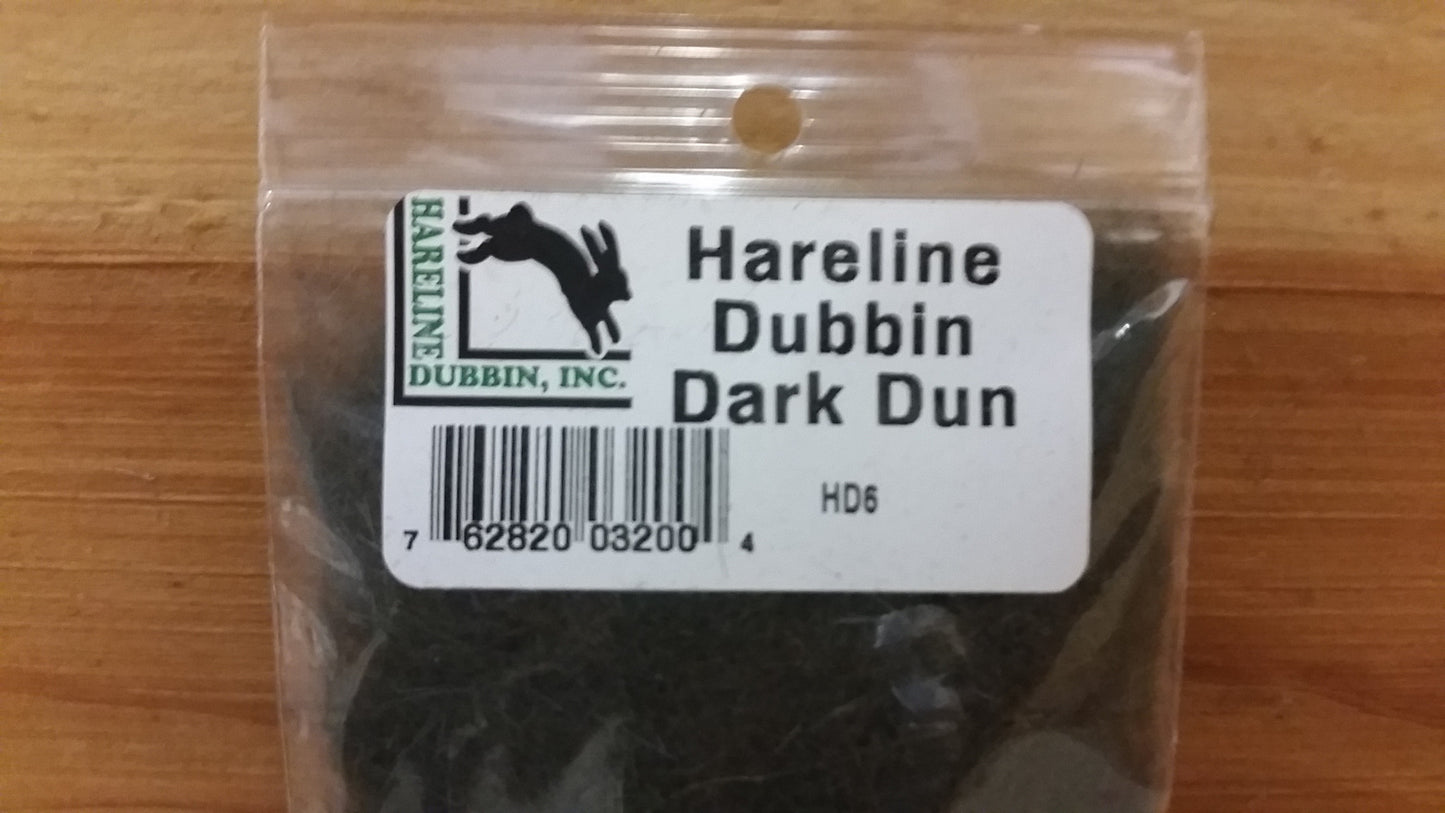 HARELINE
DUBBIN, INC.
Hareline
Dubbin
Dark Dun
HD6
7 62820 03200 4